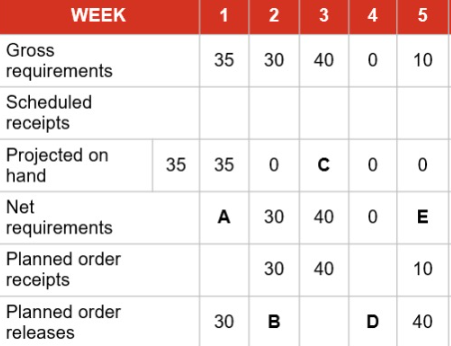 WEEK 1 2 3 4 5
Gross
requirements 35 30 40 0 10
Scheduled
receipts
Projected on
hand 35 35 0 C 0 0
Net
requirements A 30 40 0 E
Planned order
receipts 30 40 10
Planned order
releases 30 B D 40